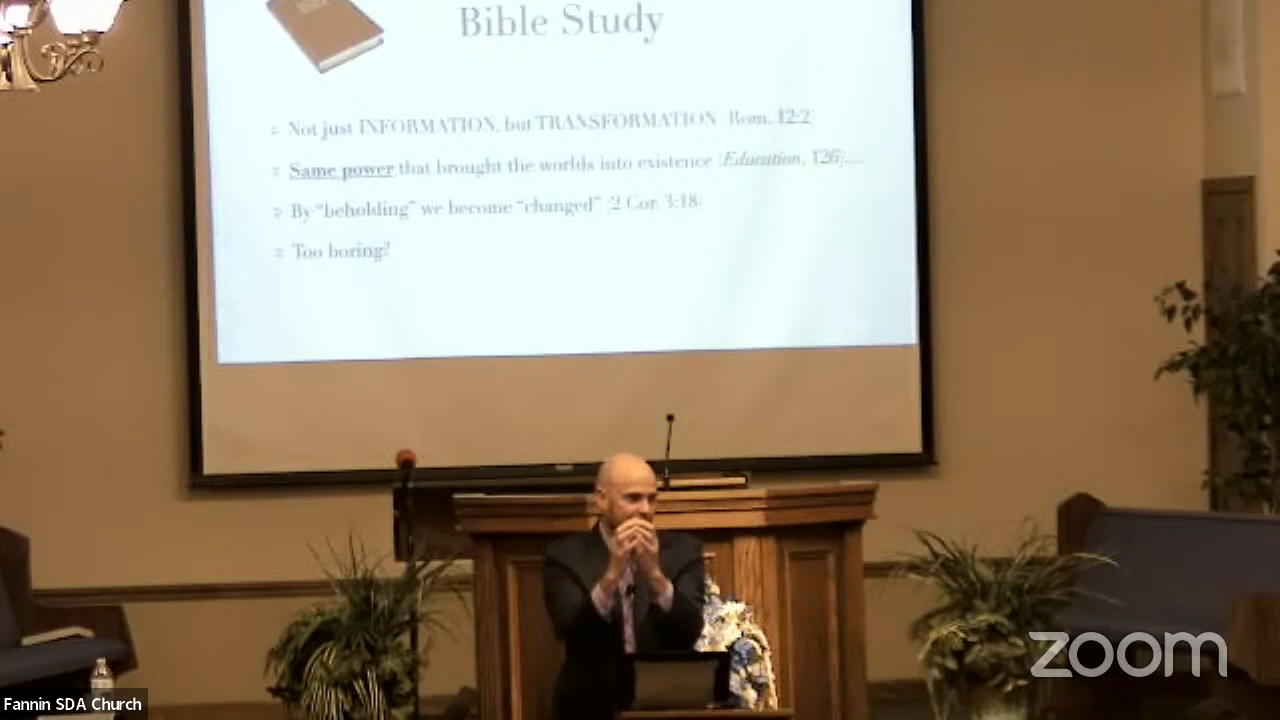 Bible Study
Not just INFORMATION, but TRANSFORMATION (Rom. 12:2)
Same power that brought the worlds into existence (Education, 126)....
By “beholding” we become “changed” (2 Cor. 3:18)
Too boring?
zoom
Fannin SDA Church